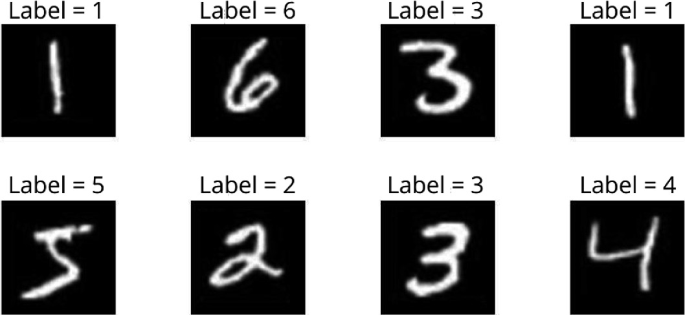 Label = 1 Label = 6 Label = 3 Label = 1
1 6 3 1
Label = 5 Label = 2 Label = 3 Label = 4
5 2 3 4